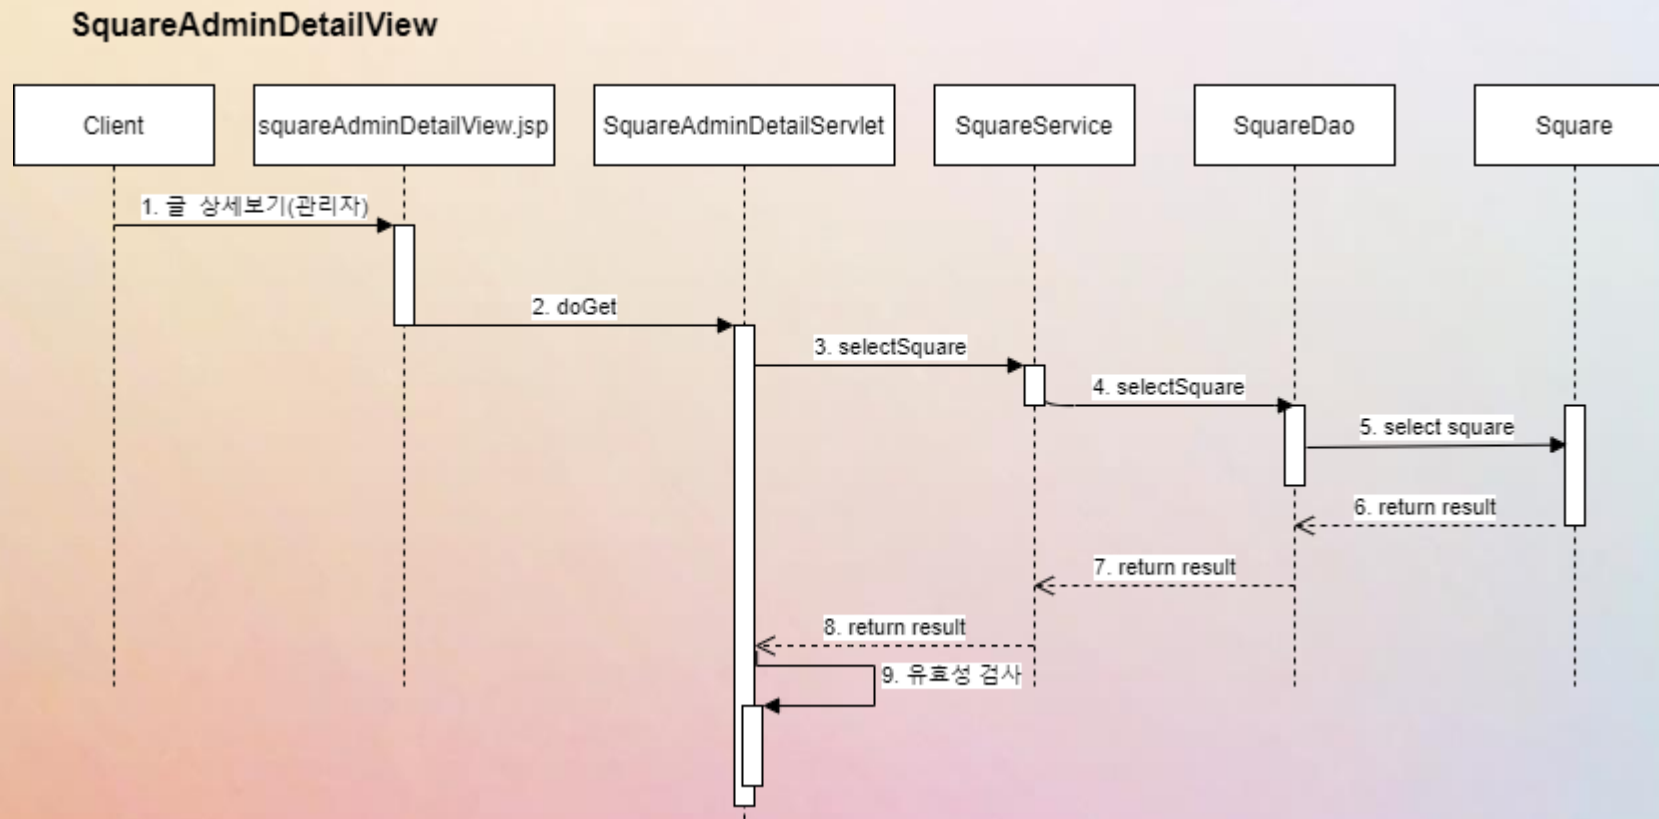 SquareAdminDetailView
Client
squareAdminDetailView.jsp
SquareAdminDetailServlet
SquareService
SquareDao
Square
1. 글 상세보기(관리자)
2. doGet
3. selectSquare
4. selectSquare
5. select square
6. return result
7. return result
8. return result
9. 유효성 검사